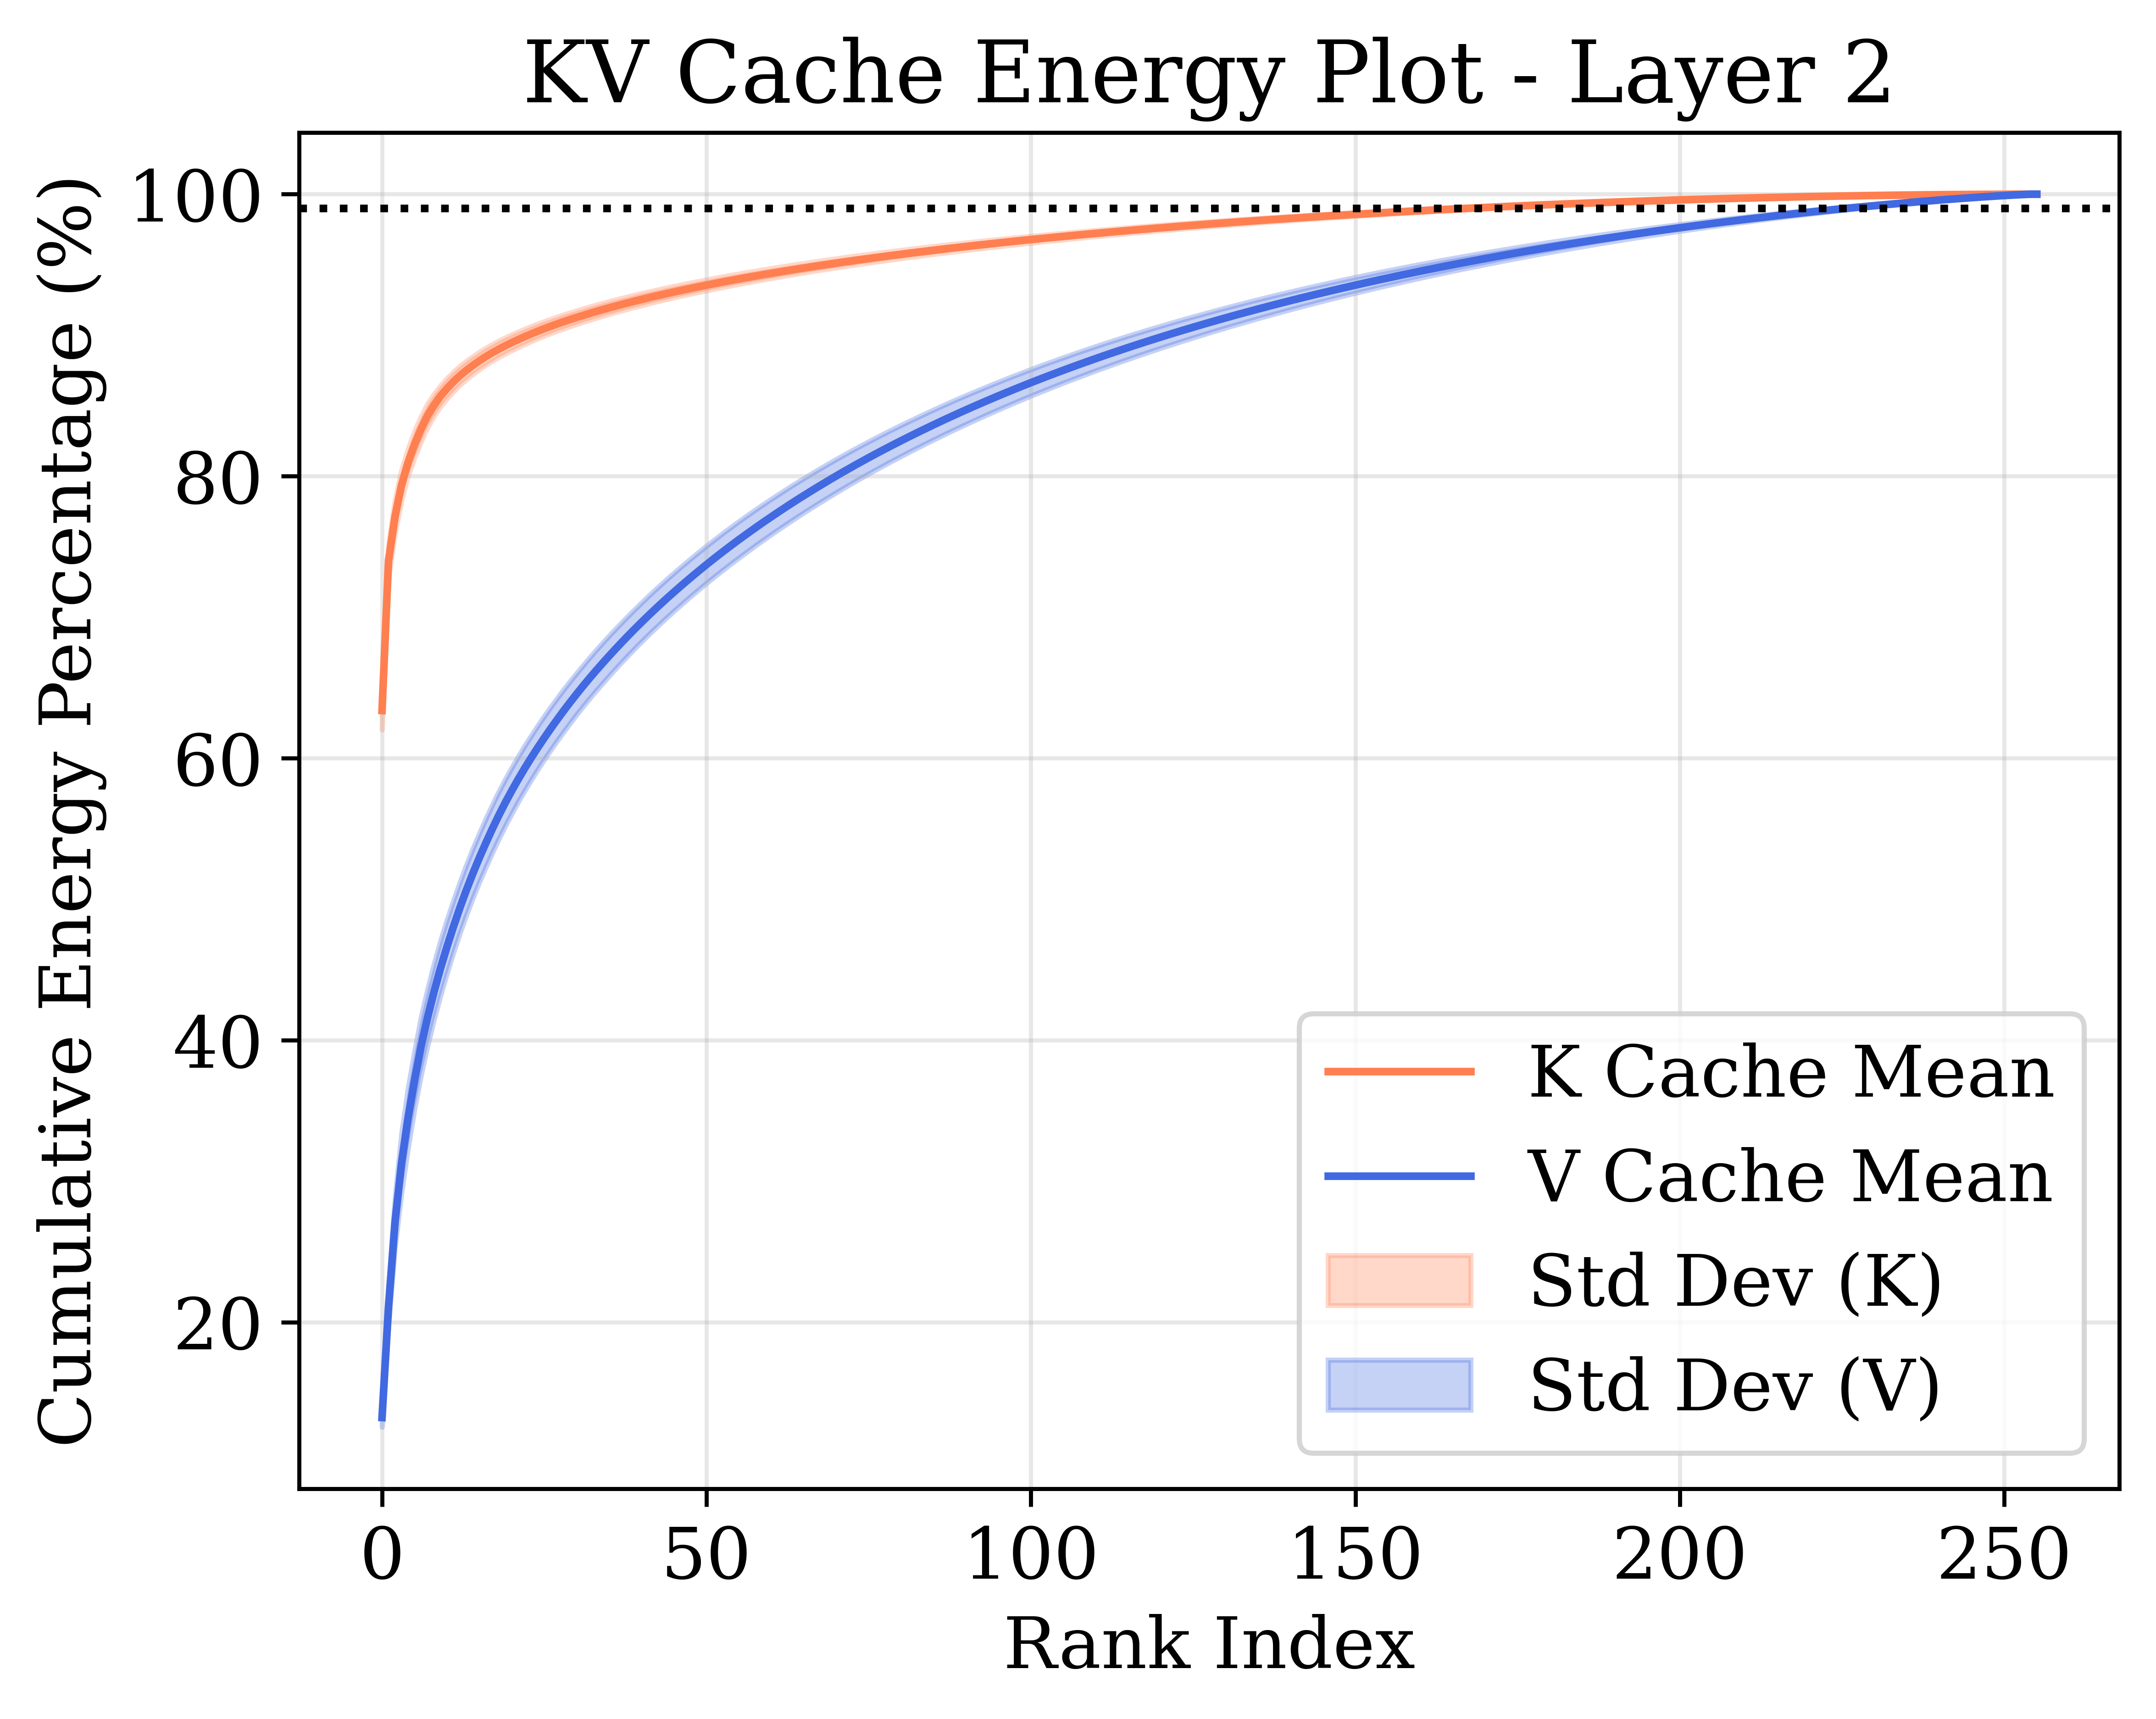 KV Cache Energy Plot - Layer 2
Cumulative Energy Percentage (%)
100
80
60
40
20
K Cache Mean
V Cache Mean
Std Dev (K)
Std Dev (V)
0 50 100 150 200 250
Rank Index